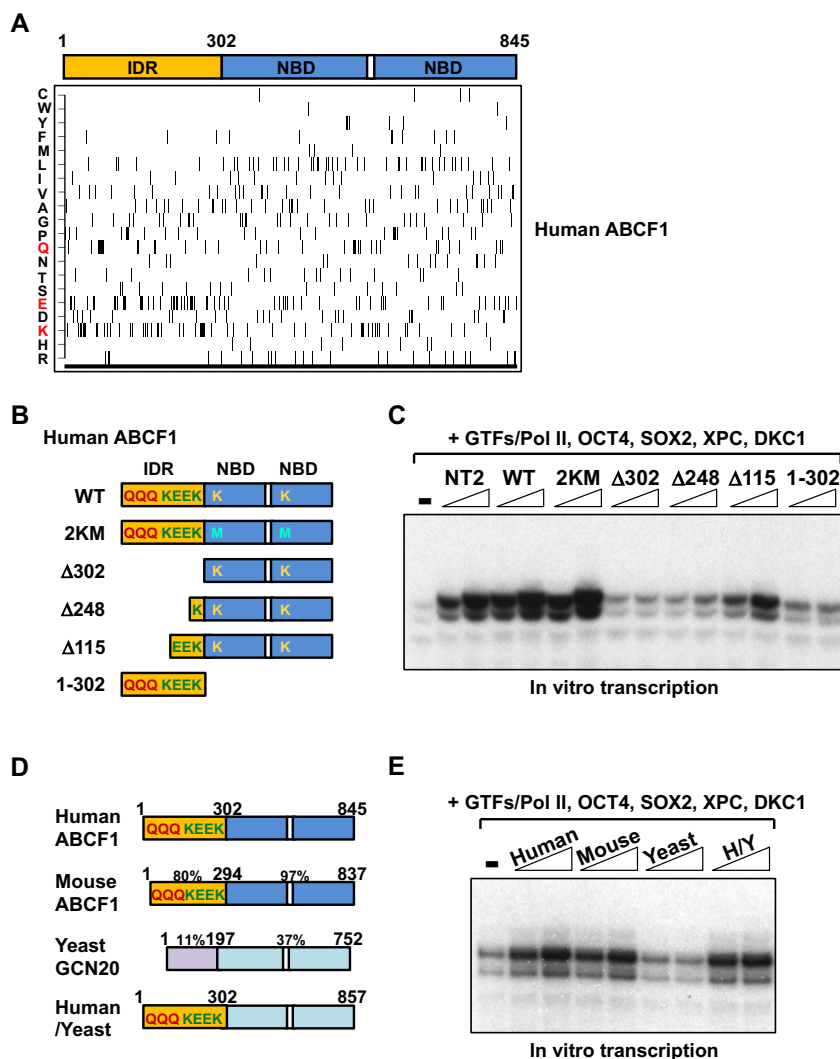 A
1 302 845
IDR NBD NBD
C
W
Y
F
M
L
I
V
A
G
P
Q
N
T
S
E
D
K
H
R
Human ABCF1
B
Human ABCF1
IDR NBD NBD
WT QQQ KEEK K K
2KM QQQ KEEK M M
Δ302 K K
Δ248 K K K
Δ115 EEK K K
1-302 QQQ KEEK
C
+ GTFs/Pol II, OCT4, SOX2, XPC, DKC1
- NT2 WT 2KM Δ302 Δ248 Δ115 1-302
In vitro transcription
D
1 302 845
Human
ABCF1
QQQ KEEK
1 80% 294 97% 837
Mouse
ABCF1
QQQKEEK
1 11% 197 37% 752
Yeast
GCN20
1 302 857
Human
/Yeast
QQQ KEEK
E
+ GTFs/Pol II, OCT4, SOX2, XPC, DKC1
- Human Mouse Yeast H/Y
In vitro transcription